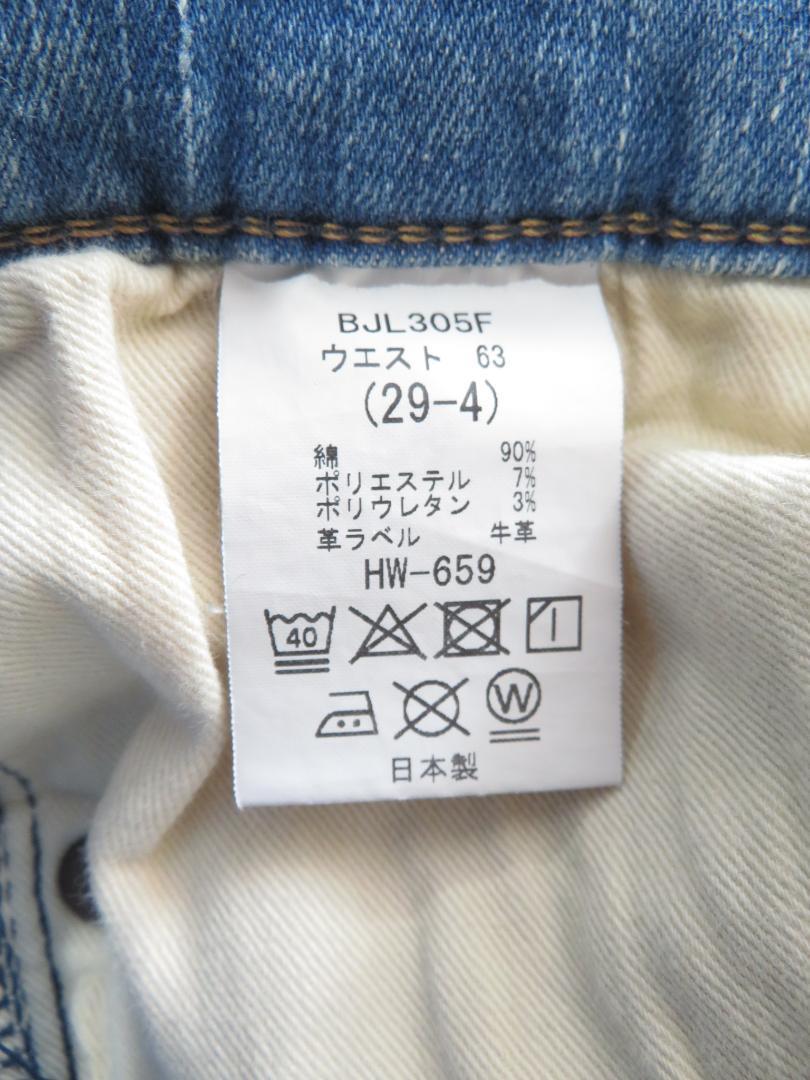 BJL305F
ウエスト 63
(29-4)
綿 90%
ポリエステル 7%
ポリウレタン 3%
革ラベル 牛革
HW-659
40
W
日本製